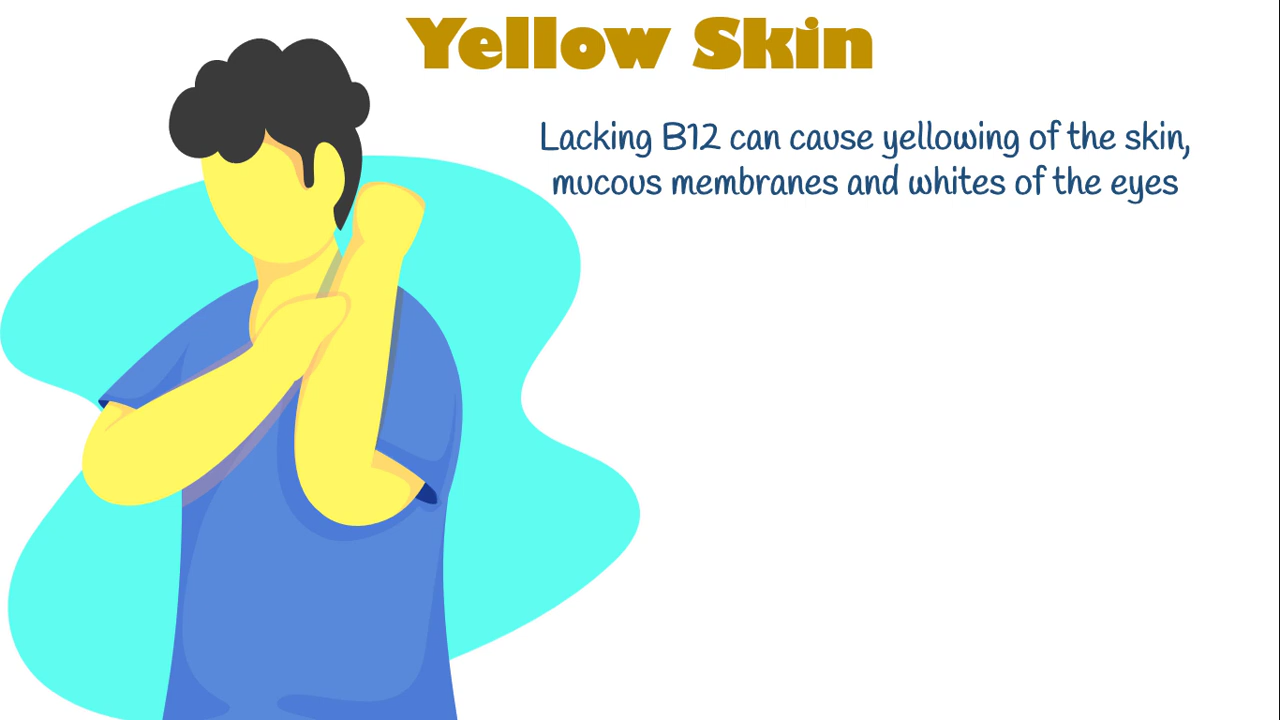 Yellow Skin
Lacking B12 can cause yellowing of the skin,
mucous membranes and whites of the eyes